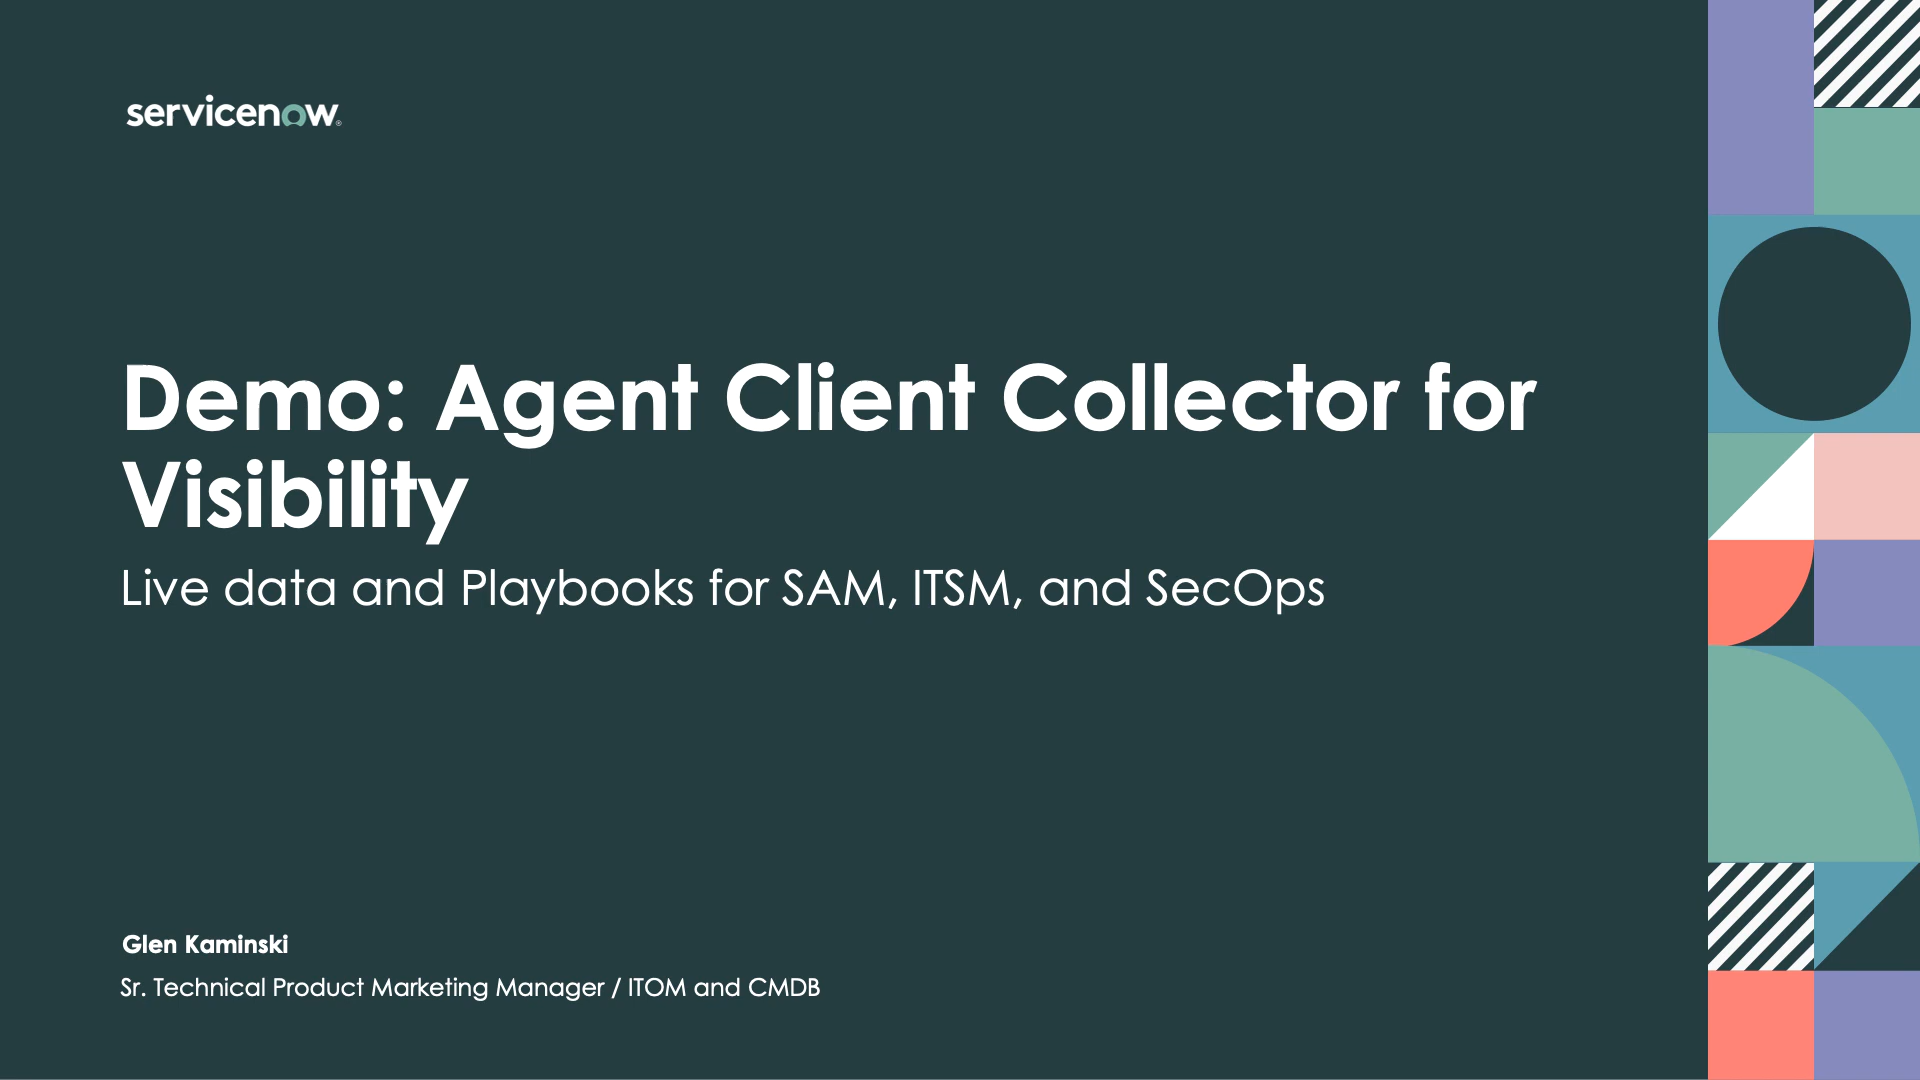 servicenow®
Demo: Agent Client Collector for
Visibility
Live data and Playbooks for SAM, ITSM, and SecOps
Glen Kaminski
Sr. Technical Product Marketing Manager / ITOM and CMDB